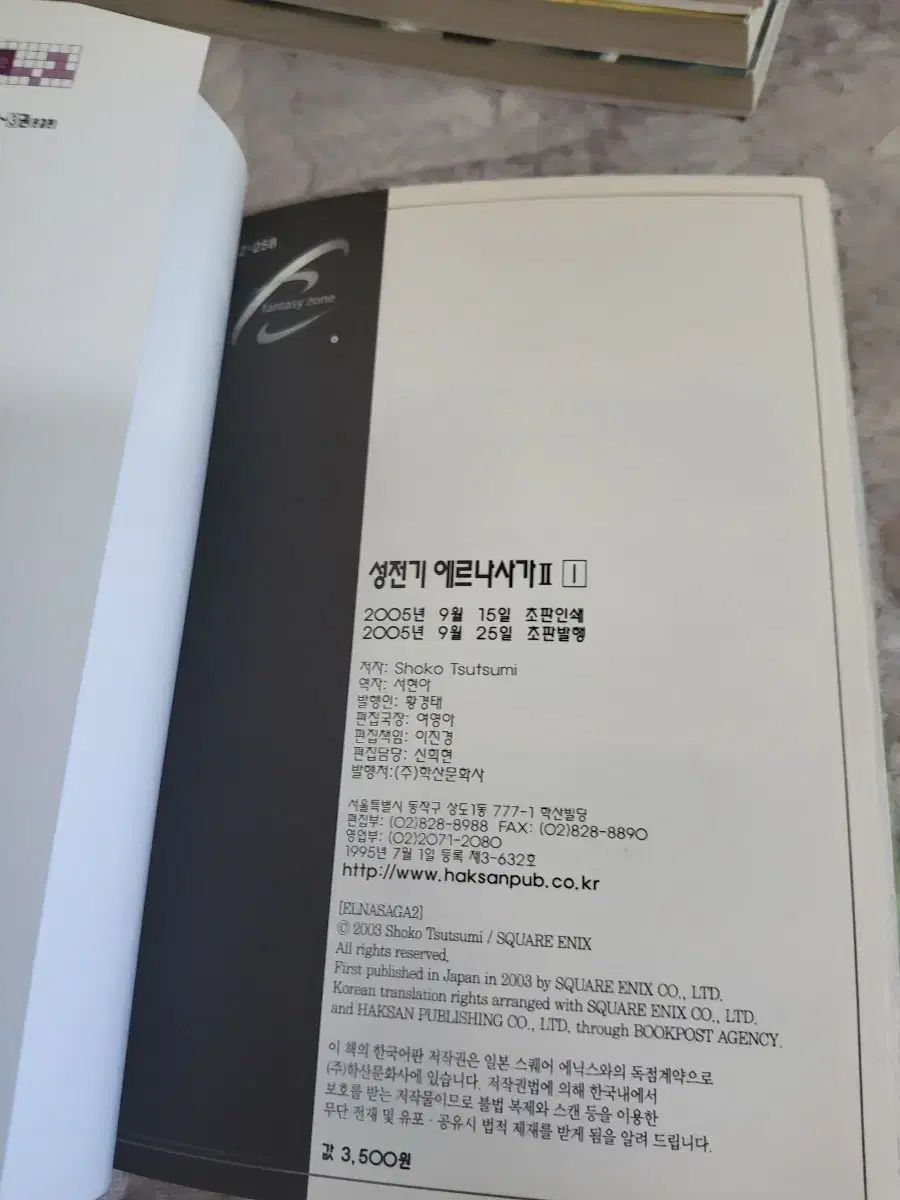 ~3권(완결편)
Z-25B
fantasy zone
성전기 에르나사가 II 1
2005년 9월 15일 초판인쇄
2005년 9월 25일 초판발행
저자: Shoko Tsutsumi
역자: 서현아
발행인: 황경태
편집국장: 여영아
편집책임: 이진경
편집담당: 신희현
발행처:(주)학산문화사
서울특별시 동작구 상도1동 777-1 학산빌딩
편집부: (02)828-8988 FAX: (02)828-8890
영업부: (02)2071-2080
1995년 7월 1일 등록 제3-632호
http://www.haksanpub.co.kr
[ELNASAGA2]
© 2003 Shoko Tsutsumi / SQUARE ENIX
All rights reserved.
First published in Japan in 2003 by SQUARE ENIX CO., LTD.
Korean translation rights arranged with SQUARE ENIX CO., LTD.
and HAKSAN PUBLISHING CO., LTD. through BOOKPOST AGENCY.
이 책의 한국어판 저작권은 일본 스퀘어 에닉스와의 독점계약으로
(주)학산문화사에 있습니다. 저작권법에 의해 한국내에서
보호를 받는 저작물이므로 불법 복제와 스캔 등을 이용한
무단 전재 및 유포 · 공유시 법적 제재를 받게 됨을 알려 드립니다.
값 3,500원